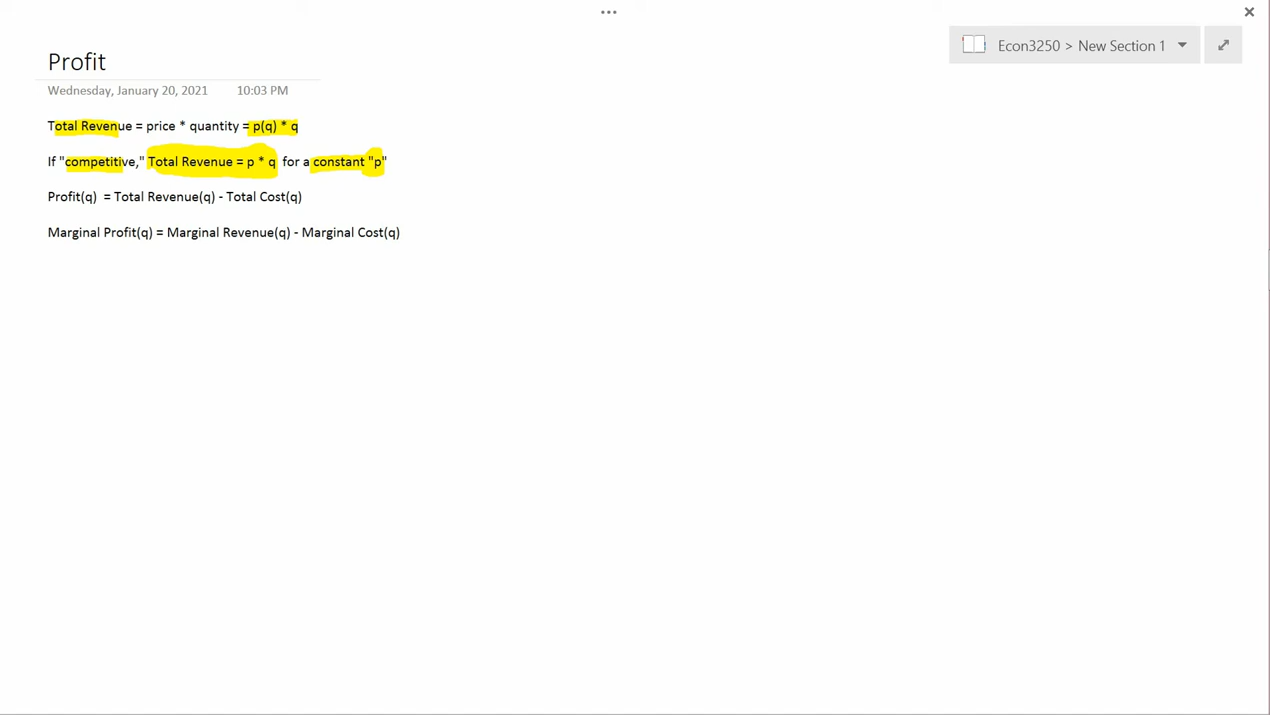 Econ3250 > New Section 1
Profit
Wednesday, January 20, 2021 10:03 PM
Total Revenue = price * quantity = p(q) * q
If "competitive," Total Revenue = p * q for a constant "p"
Profit(q) = Total Revenue(q) - Total Cost(q)
Marginal Profit(q) = Marginal Revenue(q) - Marginal Cost(q)